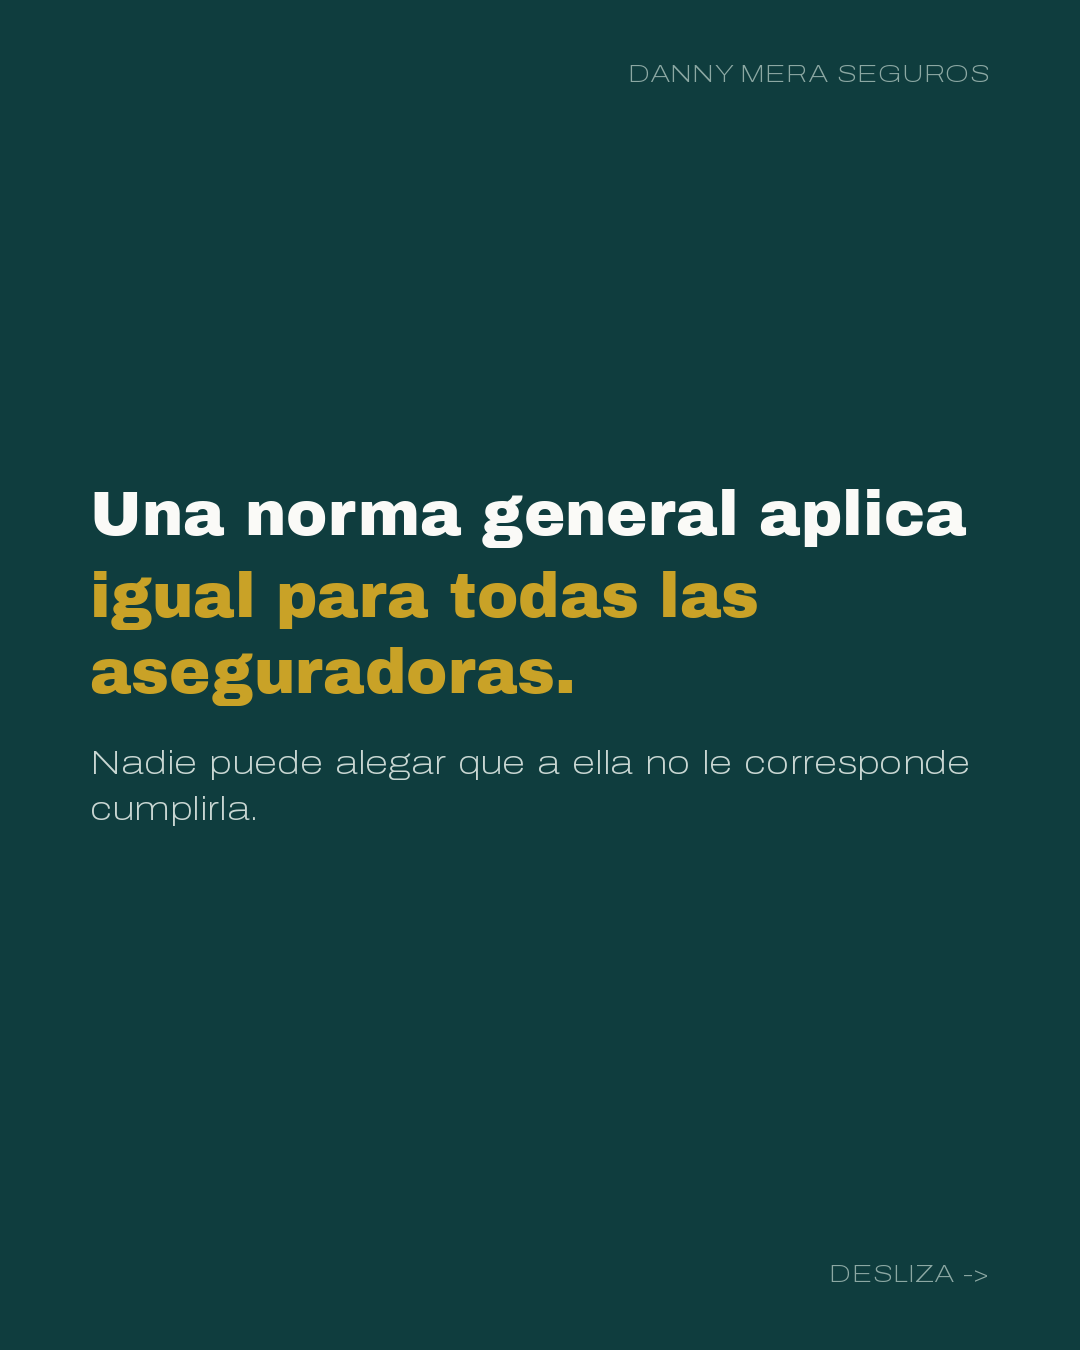 DANNY MERA SEGUROS
Una norma general aplica
igual para todas las
aseguradoras.
Nadie puede alegar que a ella no le corresponde
cumplirla.
DESLIZA ->